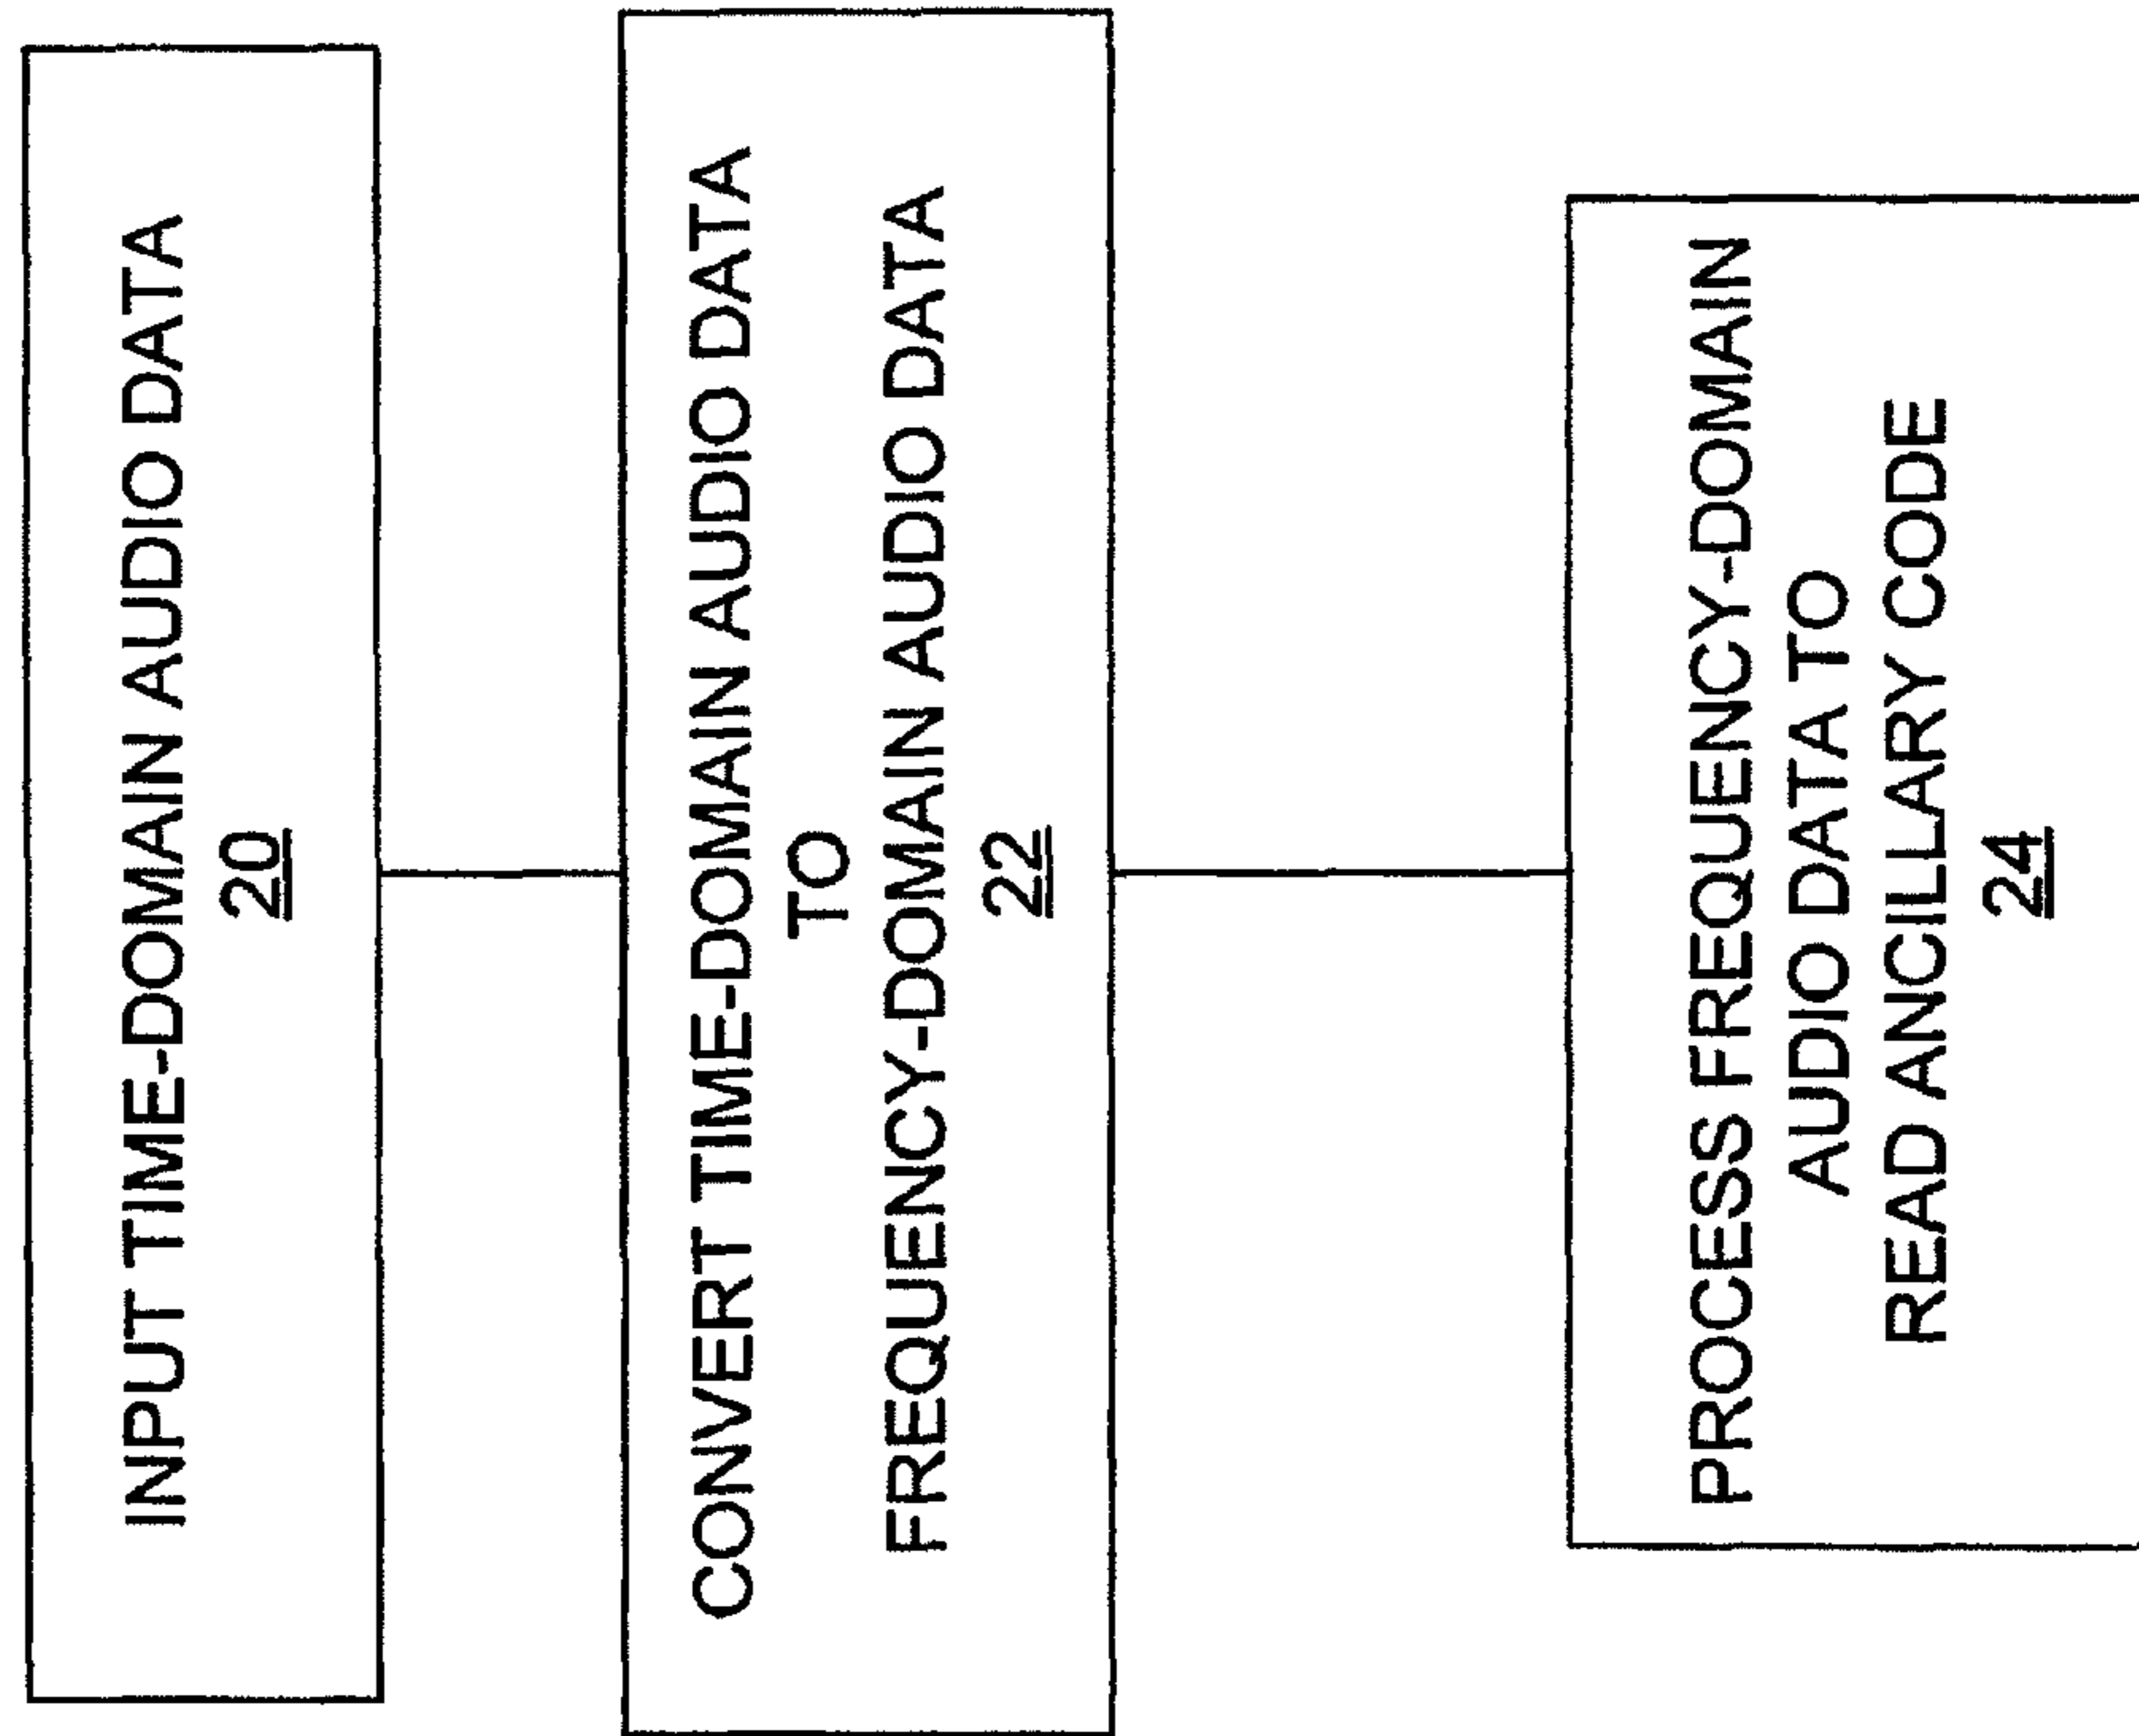 INPUT TIME-DOMAIN AUDIO DATA
20
CONVERT TIME-DOMAIN AUDIO DATA
TO
FREQUENCY-DOMAIN AUDIO DATA
22
PROCESS FREQUENCY-DOMAIN
AUDIO DATA TO
READ ANCILLARY CODE
24